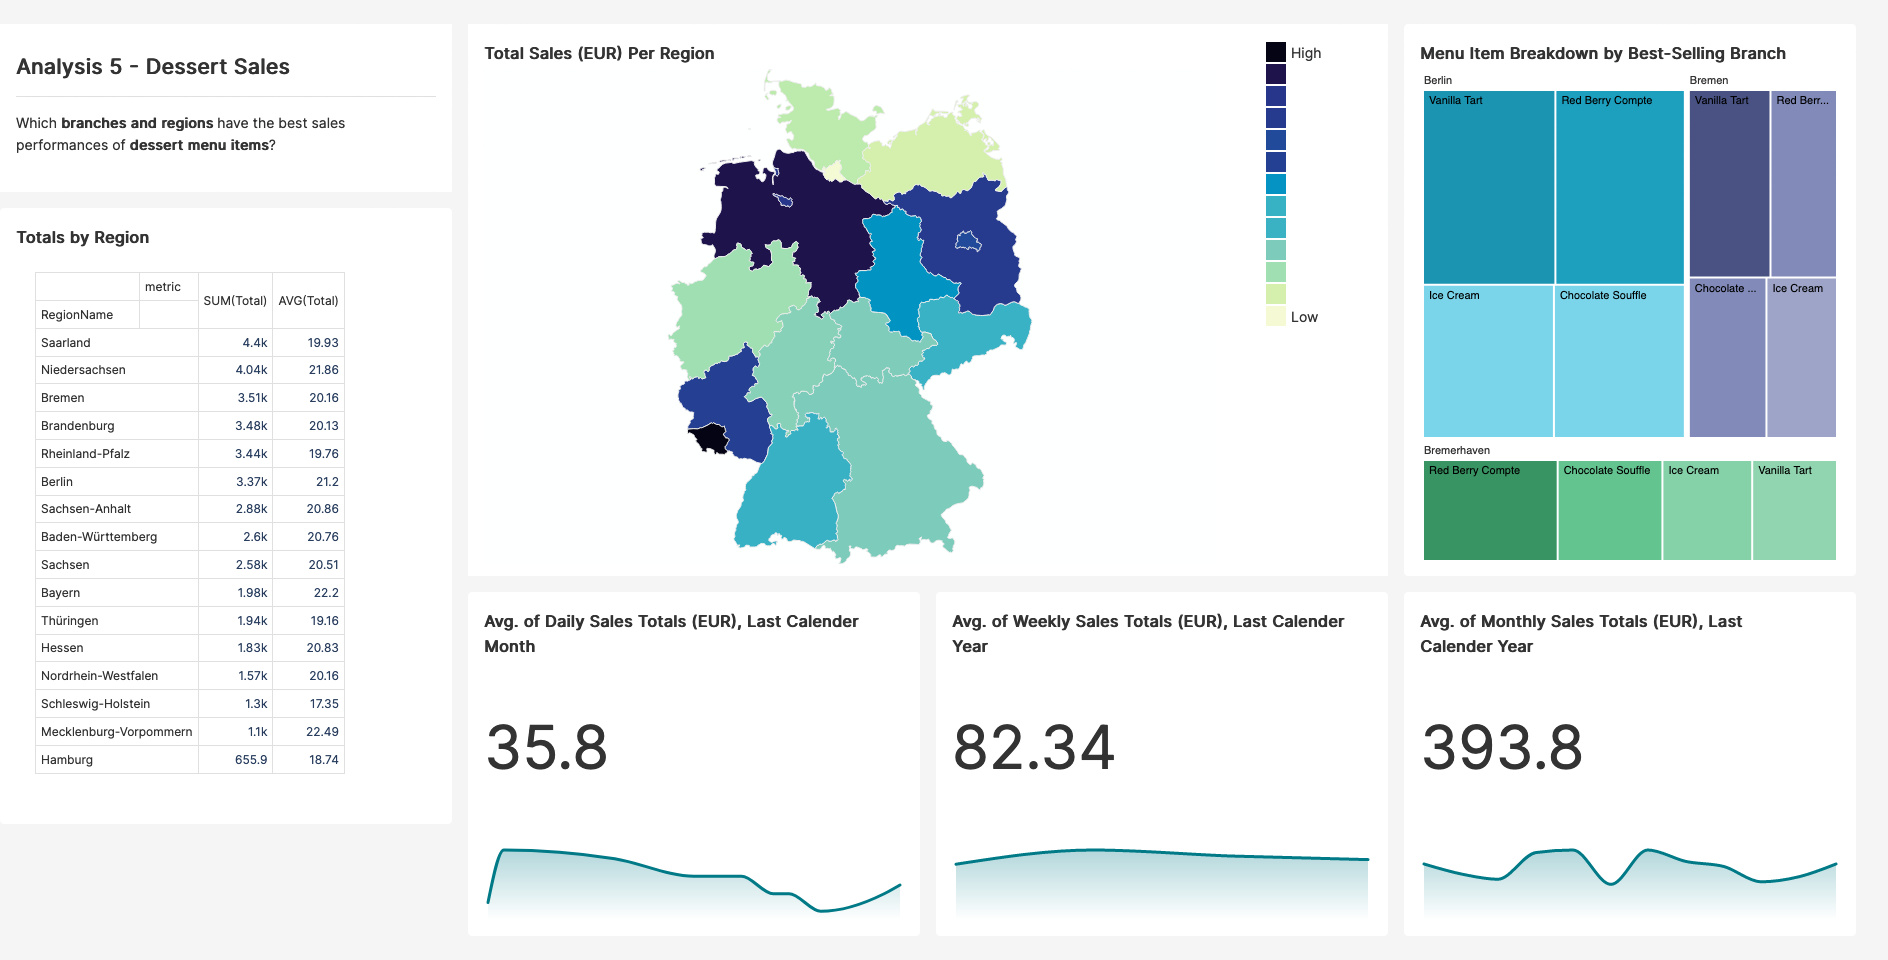 Analysis 5 - Dessert Sales
Which branches and regions have the best sales
performances of dessert menu items?
Totals by Region
metric
SUM(Total) AVG(Total)
RegionName
Saarland 4.4k 19.93
Niedersachsen 4.04k 21.86
Bremen 3.51k 20.16
Brandenburg 3.48k 20.13
Rheinland-Pfalz 3.44k 19.76
Berlin 3.37k 21.2
Sachsen-Anhalt 2.88k 20.86
Baden-Württemberg 2.6k 20.76
Sachsen 2.58k 20.51
Bayern 1.98k 22.2
Thüringen 1.94k 19.16
Hessen 1.83k 20.83
Nordrhein-Westfalen 1.57k 20.16
Schleswig-Holstein 1.3k 17.35
Mecklenburg-Vorpommern 1.1k 22.49
Hamburg 655.9 18.74
Total Sales (EUR) Per Region
High
Low
Menu Item Breakdown by Best-Selling Branch
Berlin
Vanilla Tart
Red Berry Compte
Ice Cream
Chocolate Souffle
Bremen
Vanilla Tart
Red Berr...
Chocolate ...
Ice Cream
Bremerhaven
Red Berry Compte
Chocolate Souffle
Ice Cream
Vanilla Tart
Avg. of Daily Sales Totals (EUR), Last Calender
Month
35.8
Avg. of Weekly Sales Totals (EUR), Last Calender
Year
82.34
Avg. of Monthly Sales Totals (EUR), Last
Calender Year
393.8